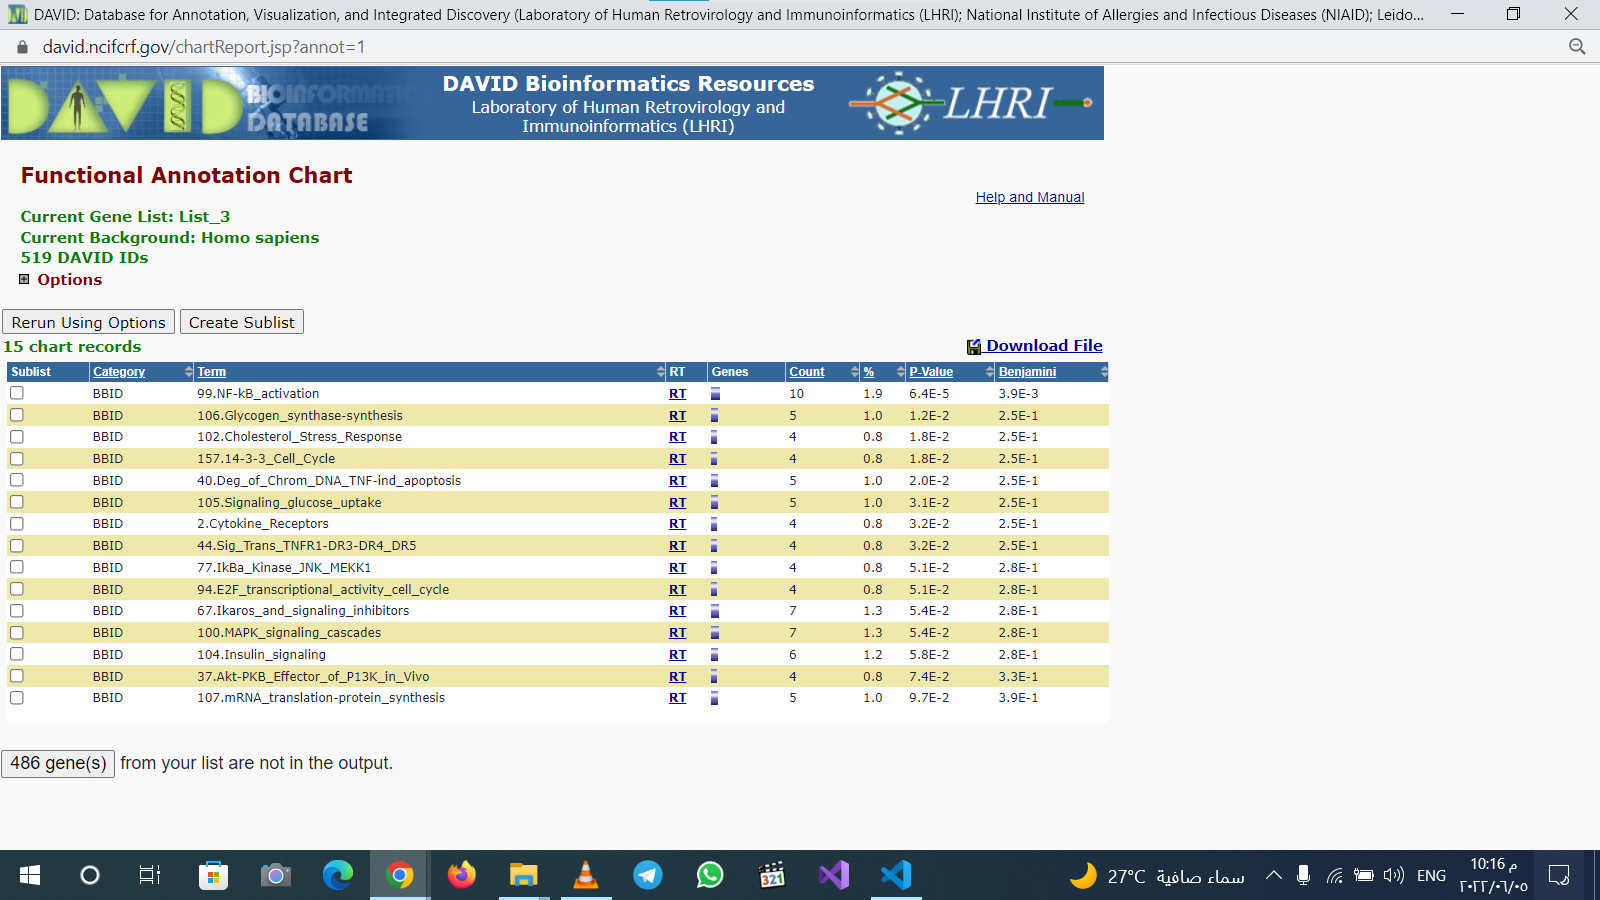 DAVID: Database for Annotation, Visualization, and Integrated Discovery (Laboratory of Human Retrovirology and Immunoinformatics (LHRI); National Institute of Allergies and Infectious Diseases (NIAID); Leido...
david.ncifcrf.gov/chartReport.jsp?annot=1
DAVID BIOINFORMATICS DATABASE
DAVID Bioinformatics Resources
Laboratory of Human Retrovirology and
Immunoinformatics (LHRI)
LHRI
Functional Annotation Chart
Help and Manual
Current Gene List: List_3
Current Background: Homo sapiens
519 DAVID IDs
Options
Rerun Using Options Create Sublist
15 chart records Download File
Sublist Category Term RT Genes Count % P-Value Benjamini
BBID 99.NF-kB_activation RT 10 1.9 6.4E-5 3.9E-3
BBID 106.Glycogen_synthase-synthesis RT 5 1.0 1.2E-2 2.5E-1
BBID 102.Cholesterol_Stress_Response RT 4 0.8 1.8E-2 2.5E-1
BBID 157.14-3-3_Cell_Cycle RT 4 0.8 1.8E-2 2.5E-1
BBID 40.Deg_of_Chrom_DNA_TNF-ind_apoptosis RT 5 1.0 2.0E-2 2.5E-1
BBID 105.Signaling_glucose_uptake RT 5 1.0 3.1E-2 2.5E-1
BBID 2.Cytokine_Receptors RT 4 0.8 3.2E-2 2.5E-1
BBID 44.Sig_Trans_TNFR1-DR3-DR4_DR5 RT 4 0.8 3.2E-2 2.5E-1
BBID 77.IkBa_Kinase_JNK_MEKK1 RT 4 0.8 5.1E-2 2.8E-1
BBID 94.E2F_transcriptional_activity_cell_cycle RT 4 0.8 5.1E-2 2.8E-1
BBID 67.Ikaros_and_signaling_inhibitors RT 7 1.3 5.4E-2 2.8E-1
BBID 100.MAPK_signaling_cascades RT 7 1.3 5.4E-2 2.8E-1
BBID 104.Insulin_signaling RT 6 1.2 5.8E-2 2.8E-1
BBID 37.Akt-PKB_Effector_of_P13K_in_Vivo RT 4 0.8 7.4E-2 3.3E-1
BBID 107.mRNA_translation-protein_synthesis RT 5 1.0 9.7E-2 3.9E-1
486 gene(s) from your list are not in the output.
321
27°C سماء صافية
ENG
10:16 م
٢٠٢٢/٠٦/٠٥